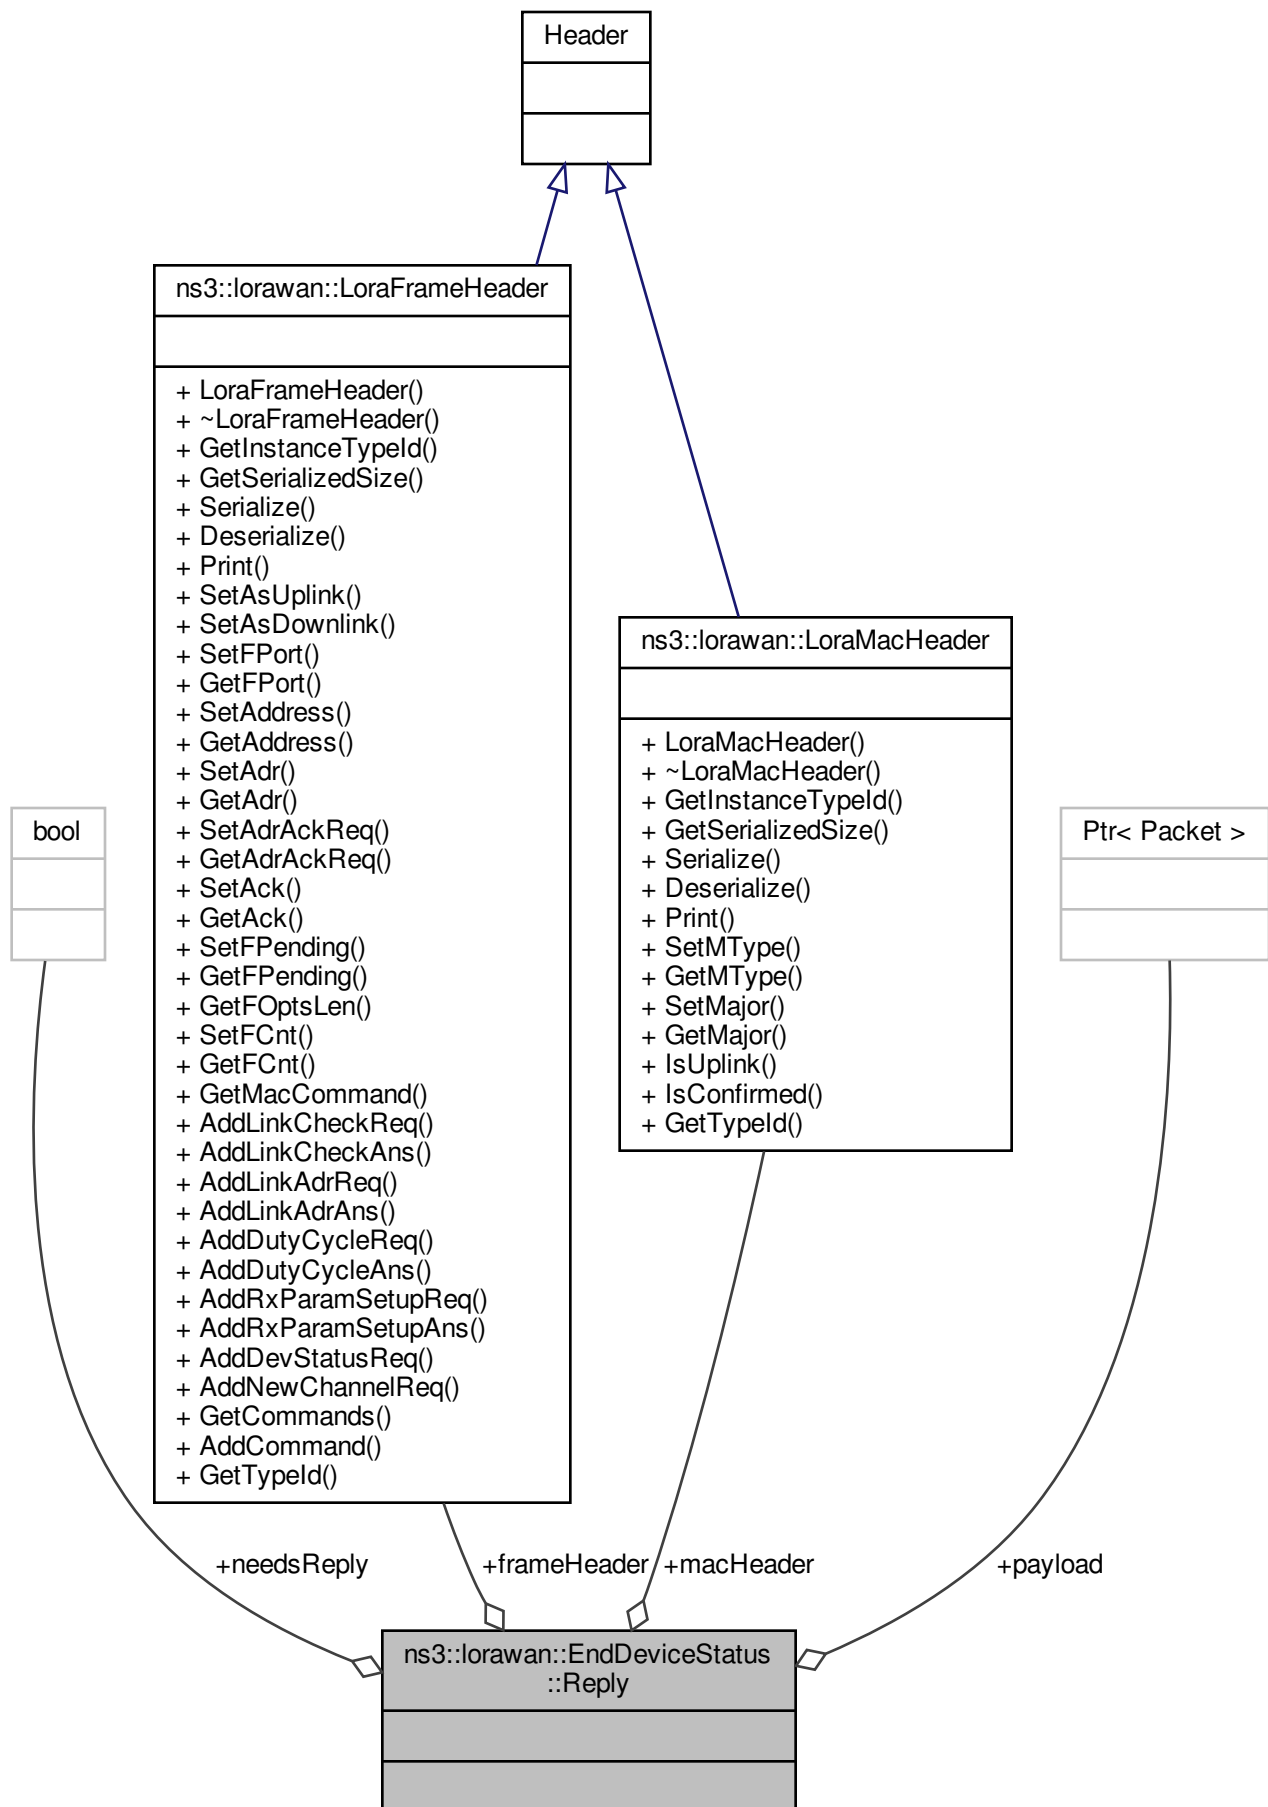 Header
ns3::lorawan::LoraFrameHeader
+ LoraFrameHeader()
+ ~LoraFrameHeader()
+ GetInstanceTypeId()
+ GetSerializedSize()
+ Serialize()
+ Deserialize()
+ Print()
+ SetAsUplink()
+ SetAsDownlink()
+ SetFPort()
+ GetFPort()
+ SetAddress()
+ GetAddress()
+ SetAdr()
+ GetAdr()
+ SetAdrAckReq()
+ GetAdrAckReq()
+ SetAck()
+ GetAck()
+ SetFPending()
+ GetFPending()
+ GetFOptsLen()
+ SetFCnt()
+ GetFCnt()
+ GetMacCommand()
+ AddLinkCheckReq()
+ AddLinkCheckAns()
+ AddLinkAdrReq()
+ AddLinkAdrAns()
+ AddDutyCycleReq()
+ AddDutyCycleAns()
+ AddRxParamSetupReq()
+ AddRxParamSetupAns()
+ AddDevStatusReq()
+ AddNewChannelReq()
+ GetCommands()
+ AddCommand()
+ GetTypeId()
ns3::lorawan::LoraMacHeader
+ LoraMacHeader()
+ ~LoraMacHeader()
+ GetInstanceTypeId()
+ GetSerializedSize()
+ Serialize()
+ Deserialize()
+ Print()
+ SetMType()
+ GetMType()
+ SetMajor()
+ GetMajor()
+ IsUplink()
+ IsConfirmed()
+ GetTypeId()
bool
Ptr< Packet >
+needsReply
+frameHeader
+macHeader
+payload
ns3::lorawan::EndDeviceStatus
::Reply